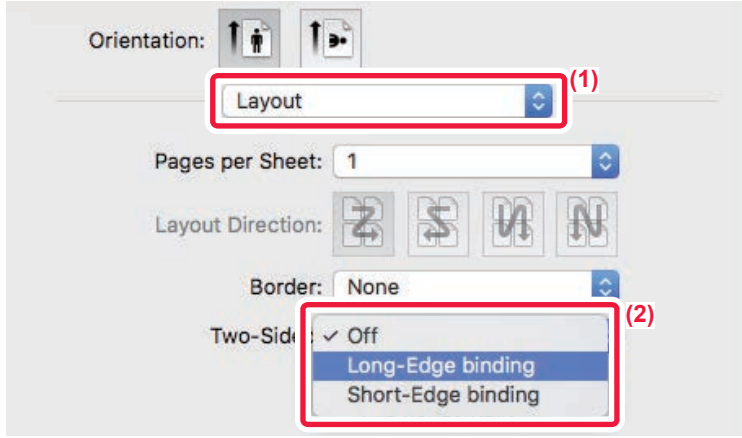 Orientation:
(1)
Layout
Pages per Sheet: 1
Layout Direction:
Border: None
(2)
Two-Side
✓ Off
Long-Edge binding
Short-Edge binding